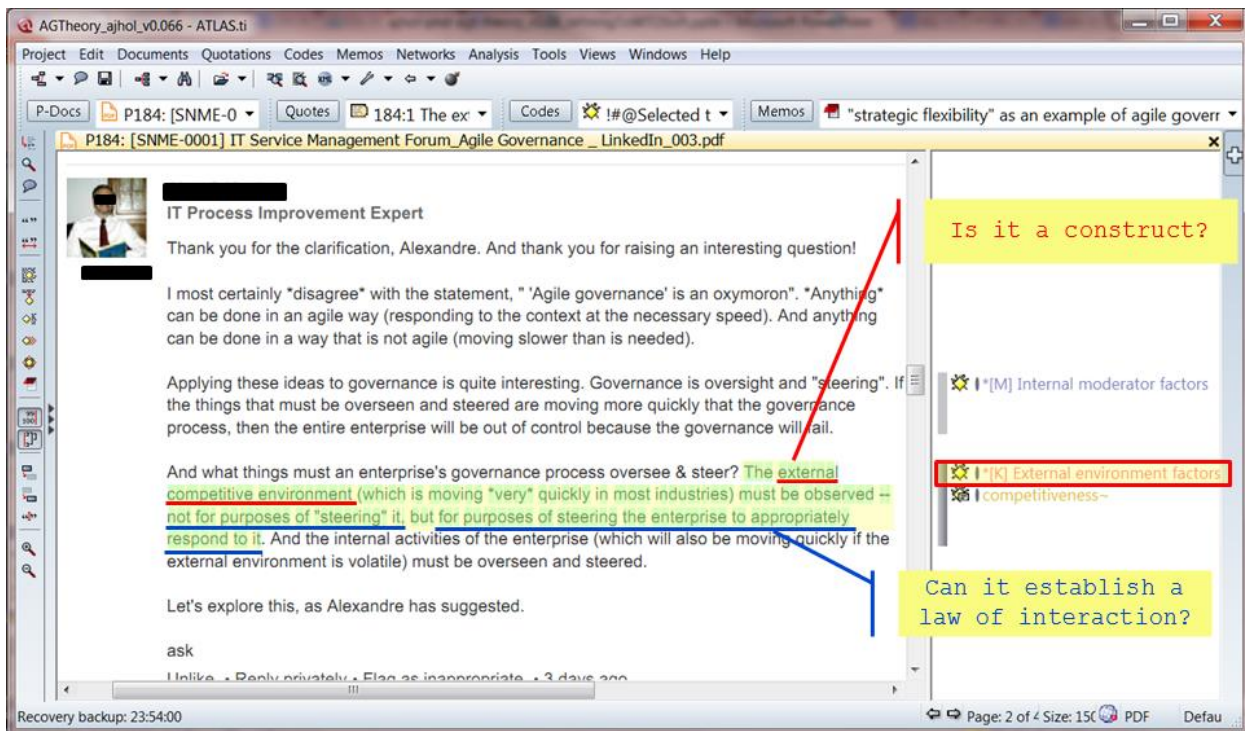 AGTheory_ajhol_v0.066 - ATLAS.ti
Project Edit Documents Quotations Codes Memos Networks Analysis Tools Views Windows Help
P-Docs P184: [SNME-0 Quotes 184:1 The ex Codes !#@Selected t Memos "strategic flexibility" as an example of agile goverr
P184: [SNME-0001] IT Service Management Forum_Agile Governance _ LinkedIn_003.pdf
IT Process Improvement Expert
Is it a construct?
Thank you for the clarification, Alexandre. And thank you for raising an interesting question!
I most certainly *disagree* with the statement, " 'Agile governance' is an oxymoron". *Anything*
can be done in an agile way (responding to the context at the necessary speed). And anything
can be done in a way that is not agile (moving slower than is needed).
Applying these ideas to governance is quite interesting. Governance is oversight and "steering". If
*[M] Internal moderator factors
the things that must be overseen and steered are moving more quickly that the governance
process, then the entire enterprise will be out of control because the governance will fail.
And what things must an enterprise's governance process oversee & steer? The external
*[K] External environment factors
competitive environment (which is moving *very* quickly in most industries) must be observed --
competitiveness~
not for purposes of "steering" it, but for purposes of steering the enterprise to appropriately
respond to it. And the internal activities of the enterprise (which will also be moving quickly if the
external environment is volatile) must be overseen and steered.
Can it establish a
law of interaction?
Let's explore this, as Alexandre has suggested.
ask
Unlike • Reply privately • Flag as inappropriate • 3 days ago
Recovery backup: 23:54:00
Page: 2 of 4 Size: 150 PDF Defau